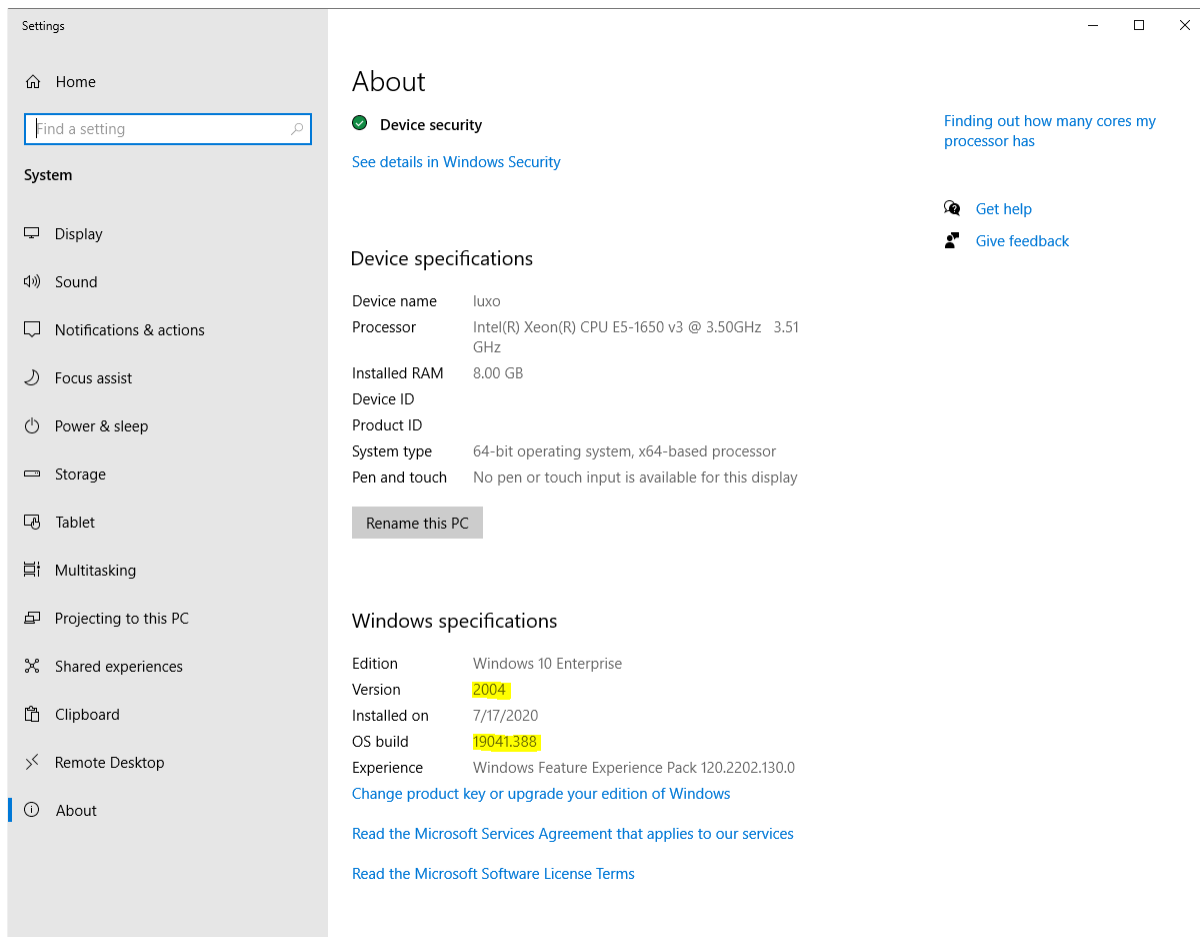 Settings
Home
Find a setting
System
Display
Sound
Notifications & actions
Focus assist
Power & sleep
Storage
Tablet
Multitasking
Projecting to this PC
Shared experiences
Clipboard
Remote Desktop
About
About
Device security
See details in Windows Security
Device specifications
Device name luxo
Processor Intel(R) Xeon(R) CPU E5-1650 v3 @ 3.50GHz 3.51
GHz
Installed RAM 8.00 GB
Device ID
Product ID
System type 64-bit operating system, x64-based processor
Pen and touch No pen or touch input is available for this display
Rename this PC
Windows specifications
Edition Windows 10 Enterprise
Version 2004
Installed on 7/17/2020
OS build 19041.388
Experience Windows Feature Experience Pack 120.2202.130.0
Change product key or upgrade your edition of Windows
Read the Microsoft Services Agreement that applies to our services
Read the Microsoft Software License Terms
Finding out how many cores my
processor has
Get help
Give feedback